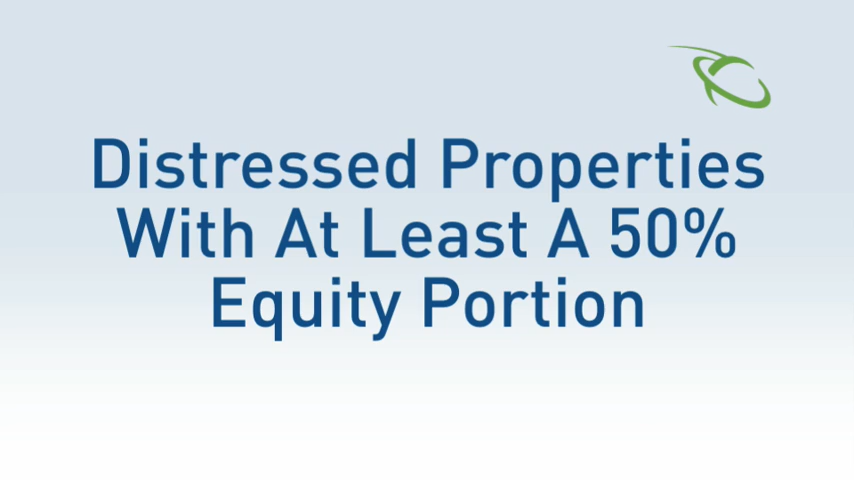 Distressed Properties
With At Least A 50%
Equity Portion